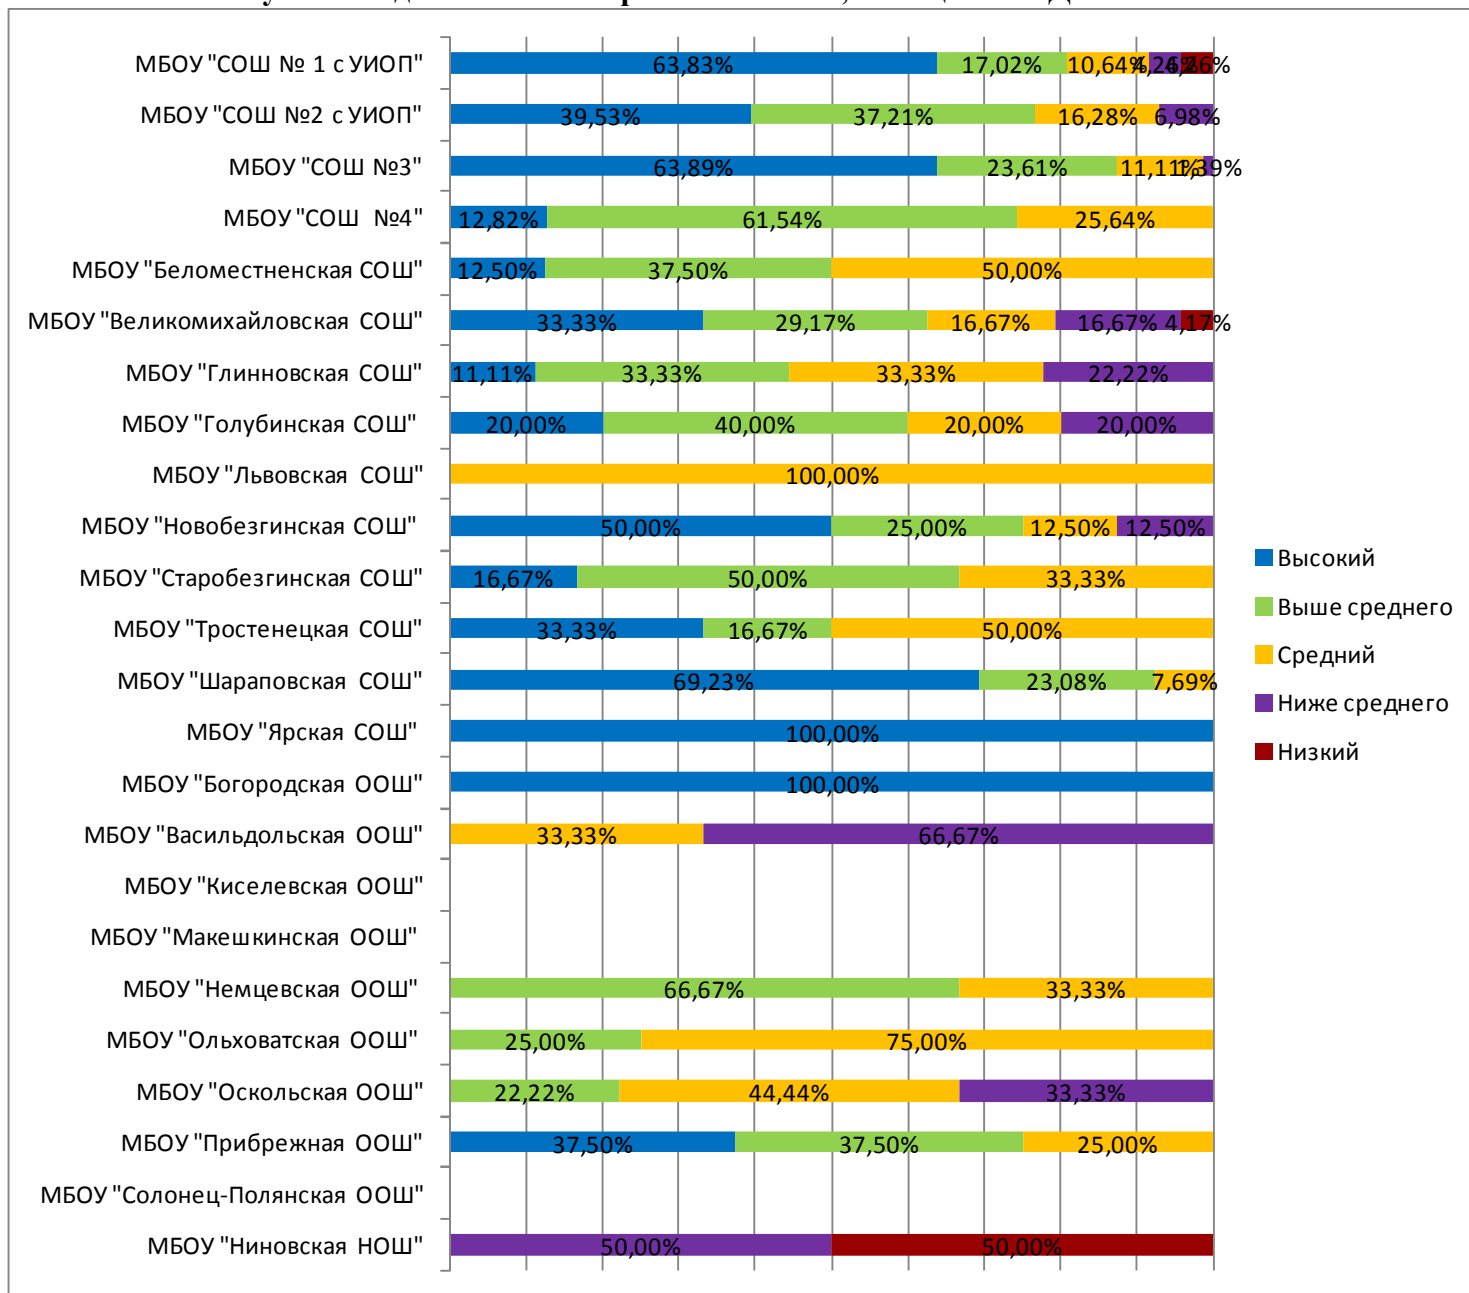 МБОУ "СОШ № 1 с УИОП" 63,83% 17,02% 10,64% 4,26% 4,26%
МБОУ "СОШ №2 с УИОП" 39,53% 37,21% 16,28% 6,98%
МБОУ "СОШ №3" 63,89% 23,61% 11,11% 1,39%
МБОУ "СОШ №4" 12,82% 61,54% 25,64%
МБОУ "Беломестненская СОШ" 12,50% 37,50% 50,00%
МБОУ "Великомихайловская СОШ" 33,33% 29,17% 16,67% 16,67% 4,17%
МБОУ "Глинновская СОШ" 11,11% 33,33% 33,33% 22,22%
МБОУ "Голубинская СОШ" 20,00% 40,00% 20,00% 20,00%
МБОУ "Львовская СОШ" 100,00%
МБОУ "Новобезгинская СОШ" 50,00% 25,00% 12,50% 12,50%
МБОУ "Старобезгинская СОШ" 16,67% 50,00% 33,33%
МБОУ "Тростенецкая СОШ" 33,33% 16,67% 50,00%
МБОУ "Шараповская СОШ" 69,23% 23,08% 7,69%
МБОУ "Ярская СОШ" 100,00%
МБОУ "Богородская ООШ" 100,00%
МБОУ "Васильдольская ООШ" 33,33% 66,67%
МБОУ "Киселевская ООШ"
МБОУ "Макешкинская ООШ"
МБОУ "Немцевская ООШ" 66,67% 33,33%
МБОУ "Ольховатская ООШ" 25,00% 75,00%
МБОУ "Оскольская ООШ" 22,22% 44,44% 33,33%
МБОУ "Прибрежная ООШ" 37,50% 37,50% 25,00%
МБОУ "Солонец-Полянская ООШ"
МБОУ "Ниновская НОШ" 50,00% 50,00%
Высокий
Выше среднего
Средний
Ниже среднего
Низкий